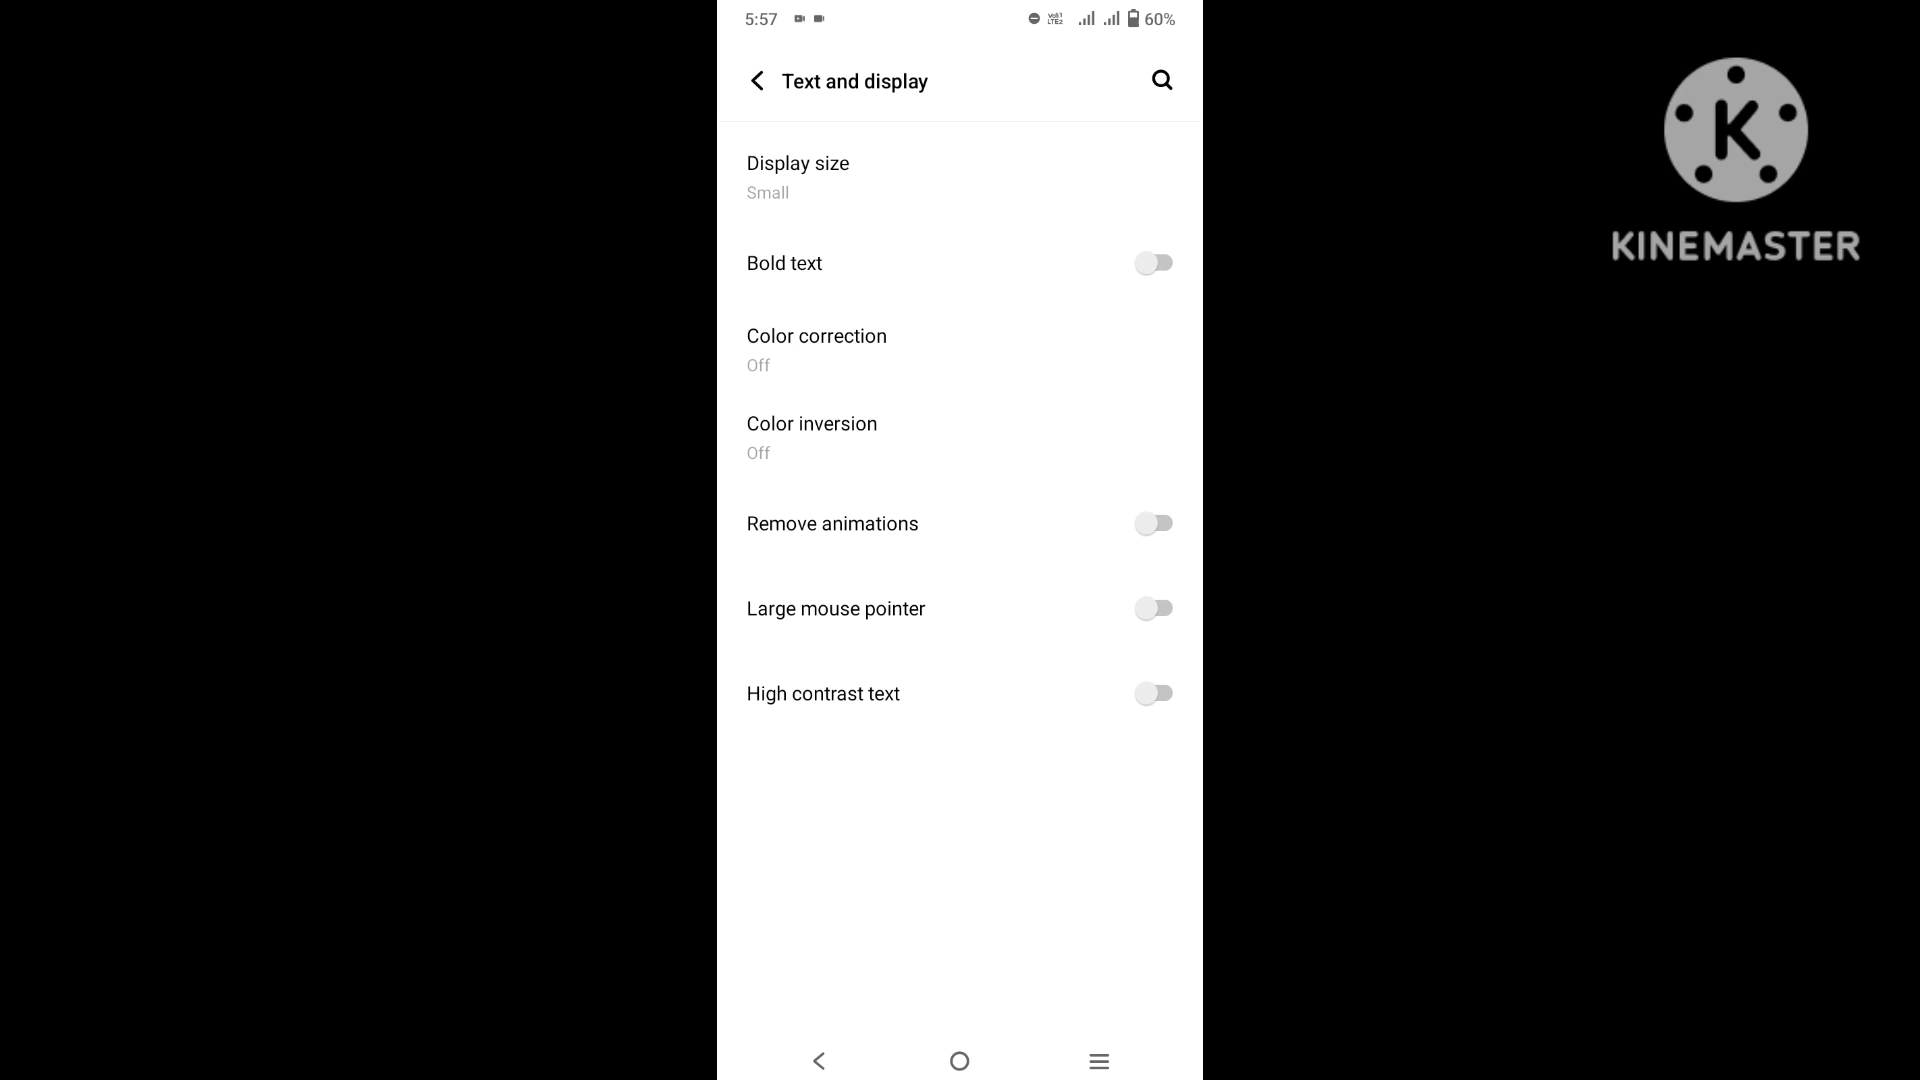 5:57
60%
Text and display
KINEMASTER
Display size
Small
Bold text
Color correction
Off
Color inversion
Off
Remove animations
Large mouse pointer
High contrast text